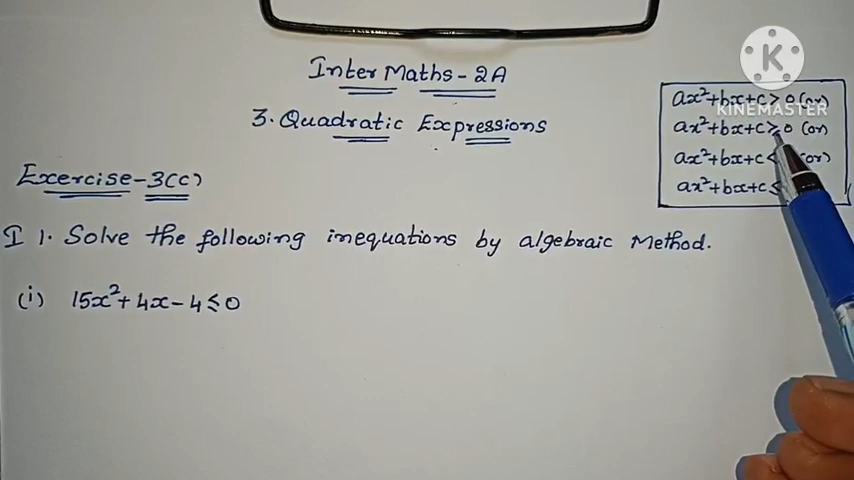 Inter Maths-2A
3. Quadratic Expressions
K
KINEMASTER
ax²+bx+c > 0 (or)
ax²+bx+c ≥ 0 (or)
ax²+bx+c < (or)
ax²+bx+c ≤
Exercise-3(c)
I 1. Solve the following inequations by algebraic Method.
(i) 15x²+4x-4≤0